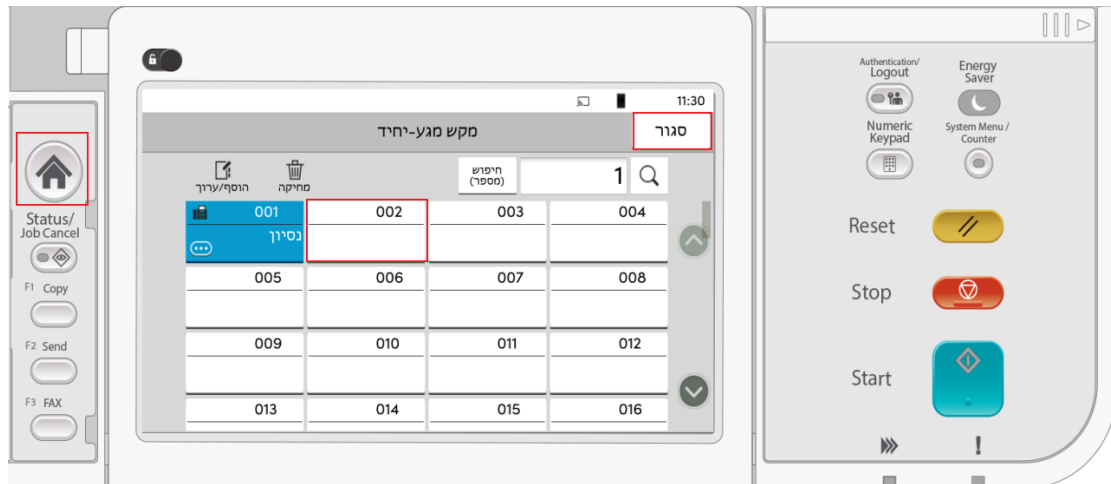 11:30
מקש מגע-יחיד
סגור
הוסף/ערוך
מחיקה
חיפוש
(מספר)
1
001
002
003
004
נסיון
005
006
007
008
009
010
011
012
013
014
015
016
Status/
Job Cancel
F1 Copy
F2 Send
F3 FAX
Authentication/
Logout
Energy
Saver
Numeric
Keypad
System Menu /
Counter
Reset
Stop
Start